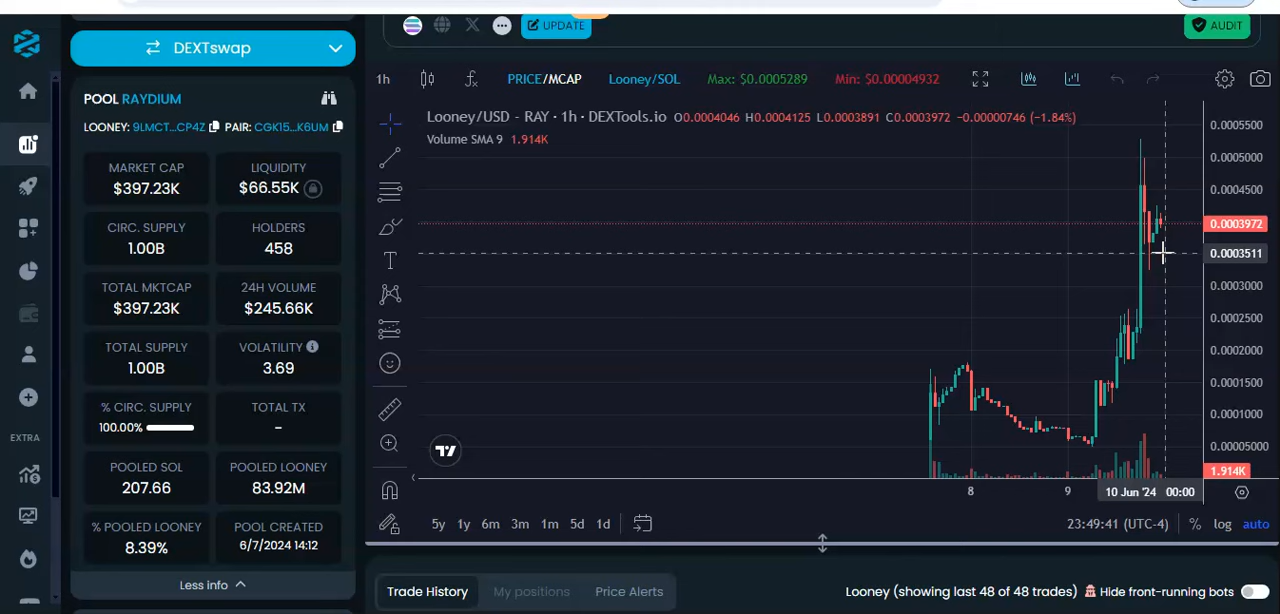 DEXTswap
UPDATE
AUDIT
1h
PRICE/MCAP
Looney/SOL
Max: $0.0005289
Min: $0.00004932
POOL RAYDIUM
LOONEY: 9LMCT...CP4Z PAIR: CGK15...K6UM
MARKET CAP
$397.23K
LIQUIDITY
$66.55K
CIRC. SUPPLY
1.00B
HOLDERS
458
TOTAL MKTCAP
$397.23K
24H VOLUME
$245.66K
TOTAL SUPPLY
1.00B
VOLATILITY
3.69
% CIRC. SUPPLY
100.00%
TOTAL TX
-
POOLED SOL
207.66
POOLED LOONEY
83.92M
% POOLED LOONEY
8.39%
POOL CREATED
6/7/2024 14:12
Less info
EXTRA
Looney/USD - RAY · 1h · DEXTools.io O0.0004046 H0.0004125 L0.0003891 C0.0003972 −0.00000746 (−1.84%)
Volume SMA 9 1.914K
0.0005500
0.0005000
0.0004500
0.0003972
0.0003511
0.0003000
0.0002500
0.0002000
0.0001500
0.0001000
0.00005000
1.914K
8
9
10 Jun '24 00:00
5y 1y 6m 3m 1m 5d 1d
23:49:41 (UTC-4)
% log auto
Trade History
My positions
Price Alerts
Looney (showing last 48 of 48 trades)
Hide front-running bots